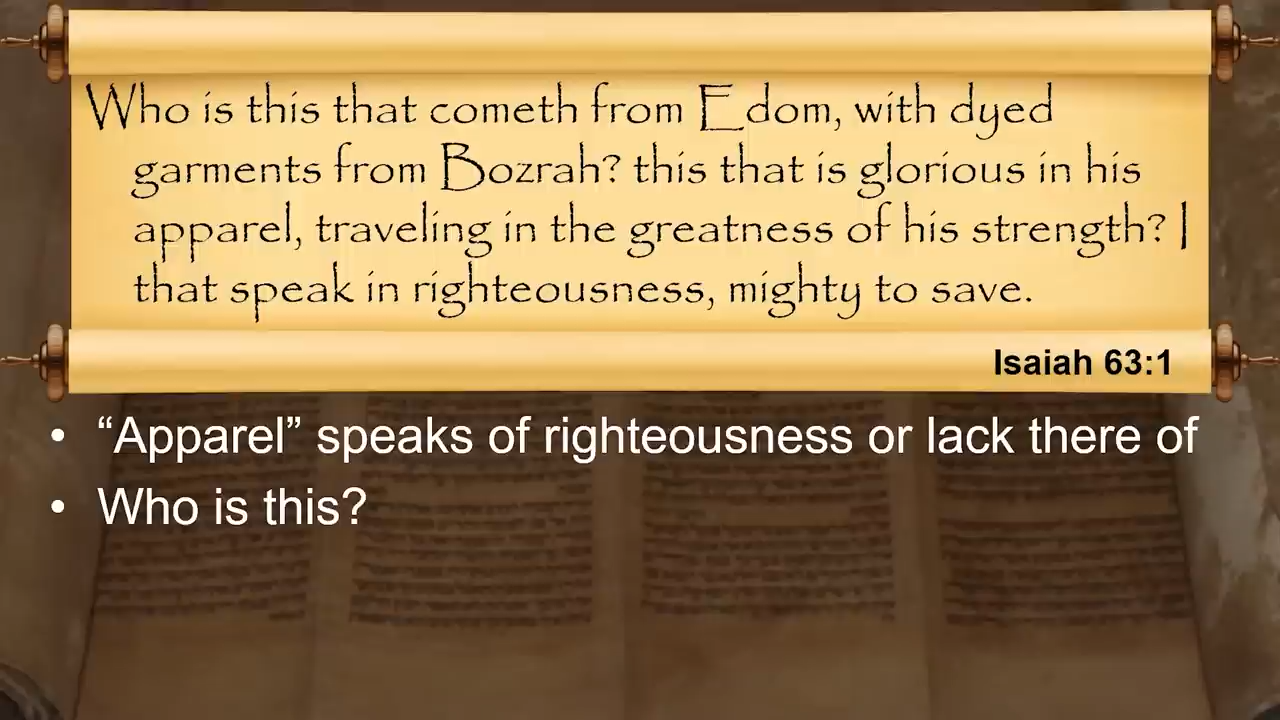 Who is this that cometh from Edom, with dyed
garments from Bozrah? this that is glorious in his
apparel, traveling in the greatness of his strength? I
that speak in righteousness, mighty to save.
Isaiah 63:1
• “Apparel” speaks of righteousness or lack there of
• Who is this?